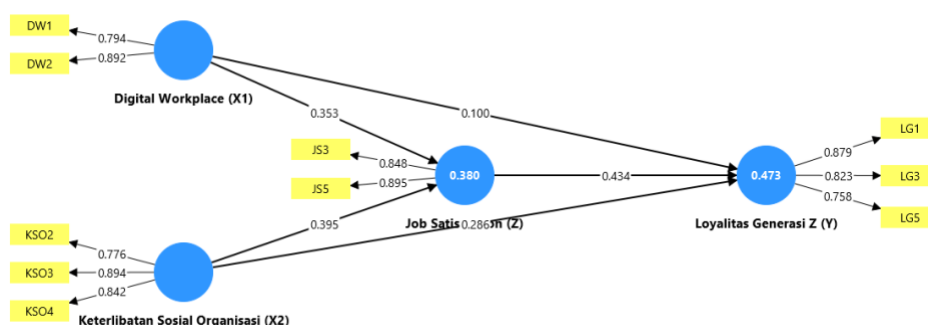 DW1
0.794
DW2
0.892
Digital Workplace (X1)
0.353
0.100
JS3
0.848
JS5
0.895
0.380
Job Satis n (Z)
0.434
0.473
Loyalitas Generasi Z (Y)
LG1
0.879
LG3
0.823
LG5
0.758
0.395
0.286
KSO2
0.776
KSO3
0.894
KSO4
0.842
Keterlibatan Sosial Organisasi (X2)